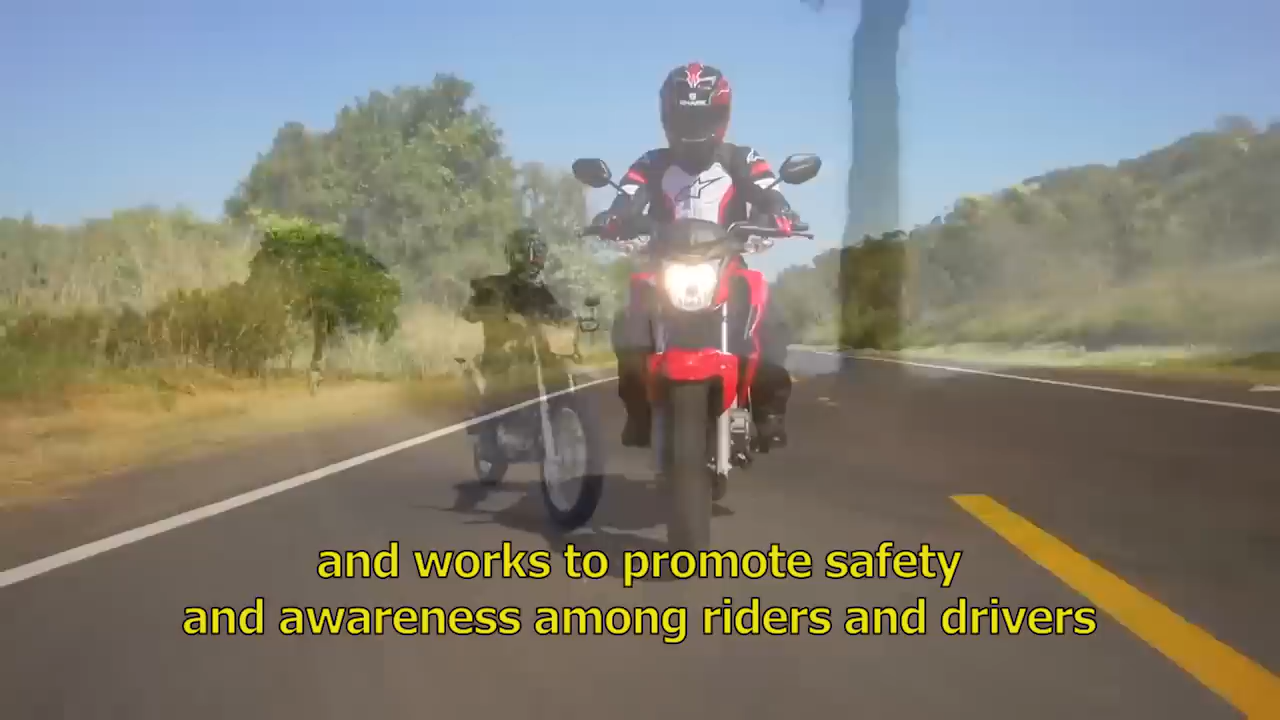 and works to promote safety
and awareness among riders and drivers